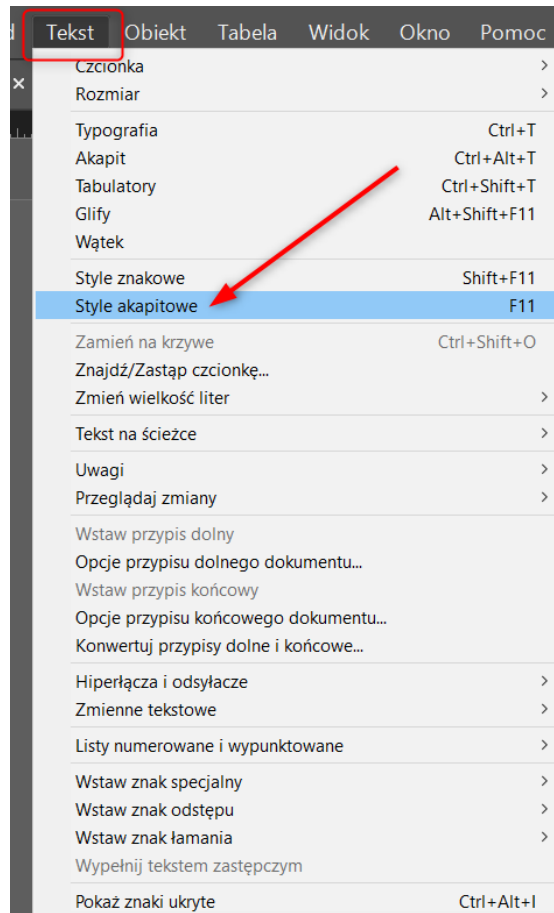 Tekst Obiekt Tabela Widok Okno Pomoc
Czcionka
Rozmiar
Typografia Ctrl+T
Akapit Ctrl+Alt+T
Tabulatory Ctrl+Shift+T
Glify Alt+Shift+F11
Wątek
Style znakowe Shift+F11
Style akapitowe F11
Zamień na krzywe Ctrl+Shift+O
Znajdź/Zastąp czcionkę...
Zmień wielkość liter
Tekst na ścieżce
Uwagi
Przeglądaj zmiany
Wstaw przypis dolny
Opcje przypisu dolnego dokumentu...
Wstaw przypis końcowy
Opcje przypisu końcowego dokumentu...
Konwertuj przypisy dolne i końcowe...
Hiperłącza i odsyłacze
Zmienne tekstowe
Listy numerowane i wypunktowane
Wstaw znak specjalny
Wstaw znak odstępu
Wstaw znak łamania
Wypełnij tekstem zastępczym
Pokaż znaki ukryte Ctrl+Alt+I